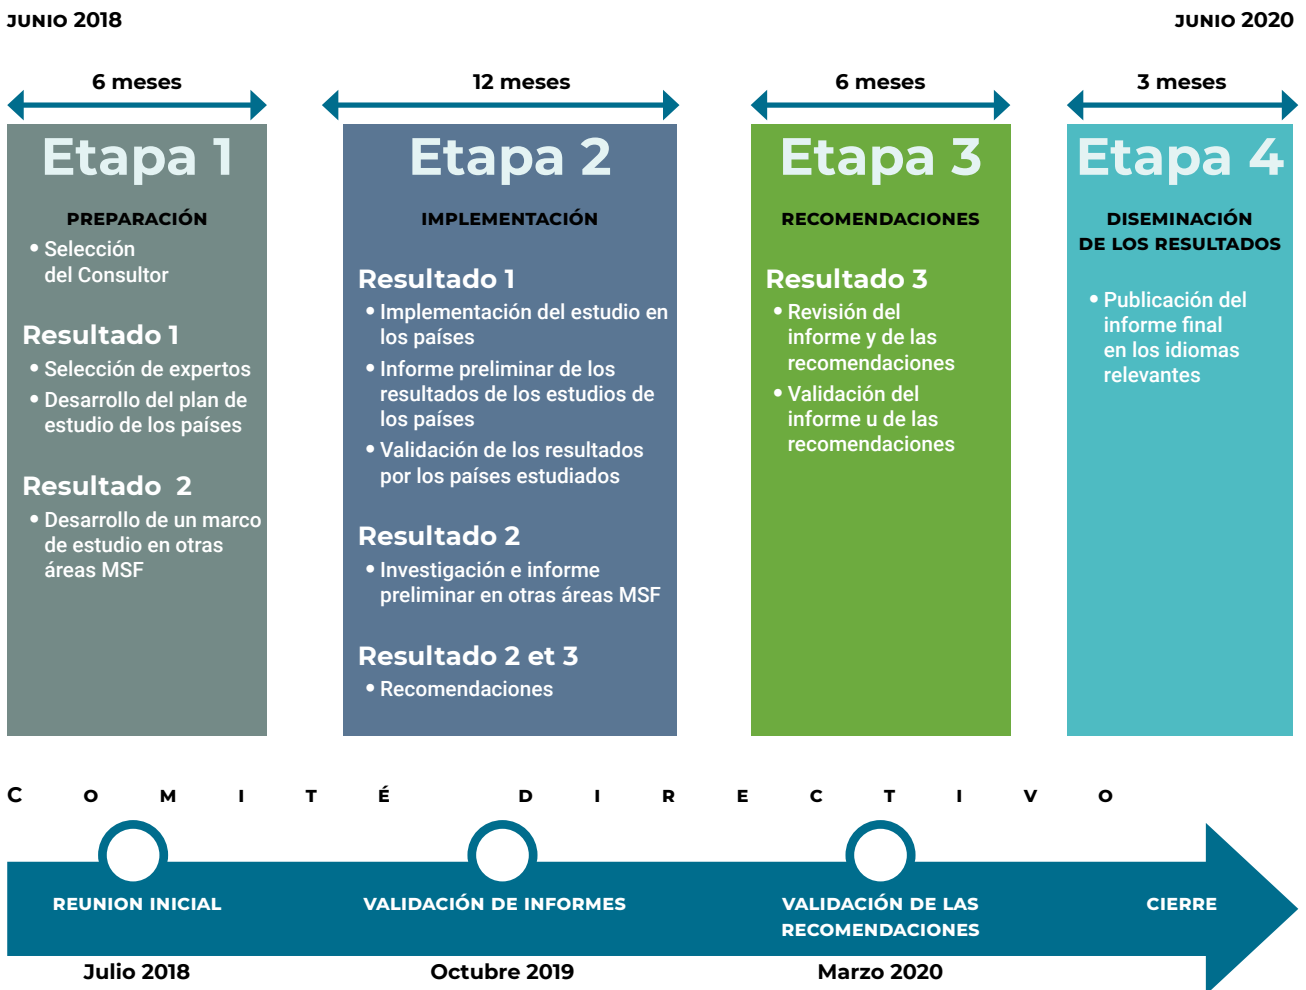 JUNIO 2018
JUNIO 2020
6 meses
12 meses
6 meses
3 meses
Etapa 1
PREPARACIÓN
• Selección
del Consultor
Resultado 1
• Selección de expertos
• Desarrollo del plan de
estudio de los países
Resultado 2
• Desarrollo de un marco
de estudio en otras
áreas MSF
Etapa 2
IMPLEMENTACIÓN
Resultado 1
• Implementación del estudio en
los países
• Informe preliminar de los
resultados de los estudios de
los países
• Validación de los resultados
por los países estudiados
Resultado 2
• Investigación e informe
preliminar en otras áreas MSF
Resultado 2 et 3
• Recomendaciones
Etapa 3
RECOMENDACIONES
Resultado 3
• Revisión del
informe y de las
recomendaciones
• Validación del
informe u de las
recomendaciones
Etapa 4
DISEMINACIÓN
DE LOS RESULTADOS
• Publicación del
informe final
en los idiomas
relevantes
COMITÉ DIRECTIVO
REUNION INICIAL
VALIDACIÓN DE INFORMES
VALIDACIÓN DE LAS
RECOMENDACIONES
CIERRE
Julio 2018
Octubre 2019
Marzo 2020